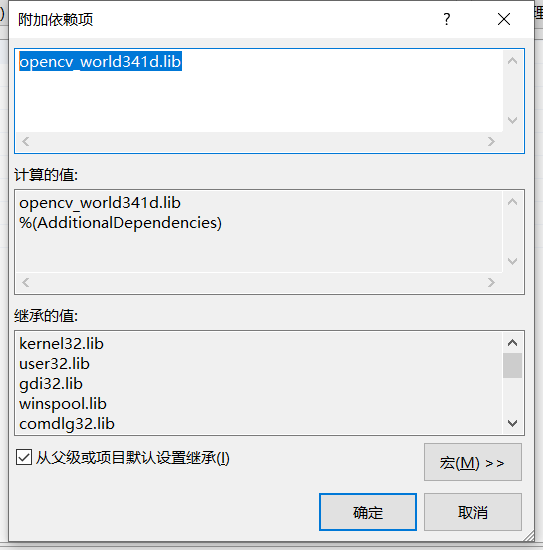 附加依赖项
?
opencv_world341d.lib
计算的值:
opencv_world341d.lib
%(AdditionalDependencies)
继承的值:
kernel32.lib
user32.lib
gdi32.lib
winspool.lib
comdlg32.lib
从父级或项目默认设置继承(I)
宏(M) >>
确定
取消